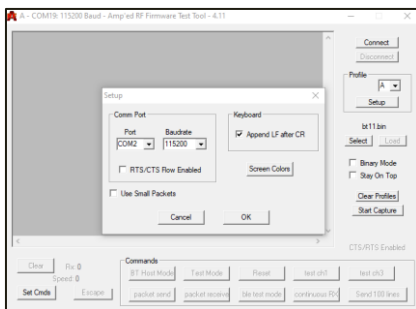 A - COM19: 115200 Baud - Amp'ed RF Firmware Test Tool - 4.11
Connect
Disconnect
Profile
A
Setup
bt11.bin
Select
Load
Binary Mode
Stay On Top
Clear Profiles
Start Capture
CTS/RTS Enabled
Setup
Comm Port
Port
Baudrate
COM2
115200
RTS/CTS Flow Enabled
Keyboard
Append LF after CR
Screen Colors
Use Small Packets
Cancel
OK
Clear
Rx: 0
Speed: 0
Set Cmds
Escape
Commands
BT Host Mode
Test Mode
Reset
test ch1
test ch3
packet send
packet receive
ble test mode
continuous RX
Send 100 lines